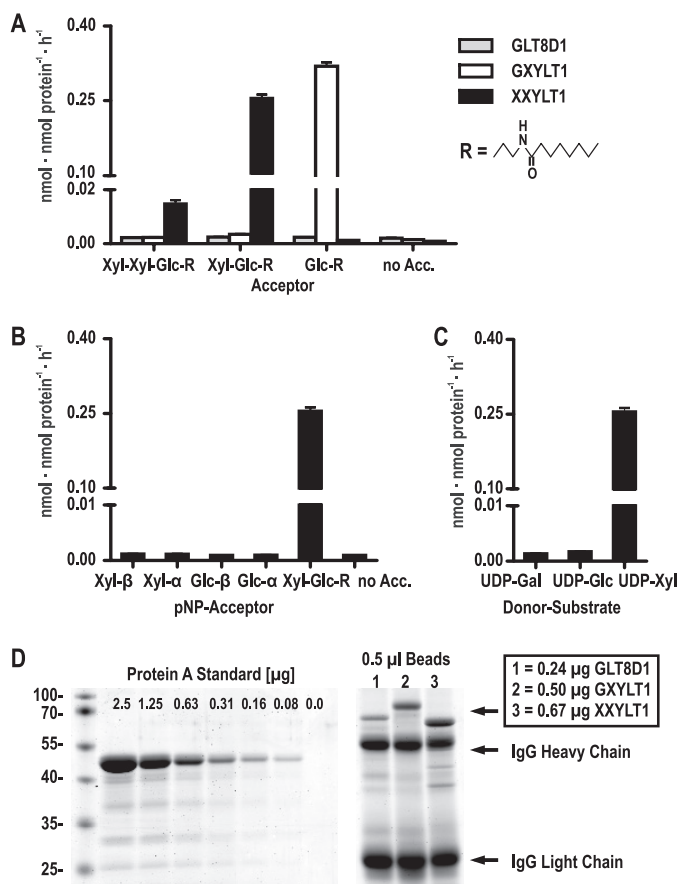 A
nmol · nmol protein⁻¹ · h⁻¹
0.40
0.25
0.10
0.02
0.00
Xyl-Xyl-Glc-R
Xyl-Glc-R
Glc-R
no Acc.
Acceptor
GLT8D1
GXYLT1
XXYLT1
R =
H
N
O
B
nmol · nmol protein⁻¹ · h⁻¹
0.40
0.25
0.10
0.01
0.00
Xyl-β
Xyl-α
Glc-β
Glc-α
Xyl-Glc-R
no Acc.
pNP-Acceptor
C
nmol · nmol protein⁻¹ · h⁻¹
0.40
0.25
0.10
0.01
0.00
UDP-Gal
UDP-Glc
UDP-Xyl
Donor-Substrate
D
Protein A Standard [µg]
2.5 1.25 0.63 0.31 0.16 0.08 0.0
100-
70-
55-
40-
35-
25-
0.5 µl Beads
1 2 3
1 = 0.24 µg GLT8D1
2 = 0.50 µg GXYLT1
3 = 0.67 µg XXYLT1
IgG Heavy Chain
IgG Light Chain